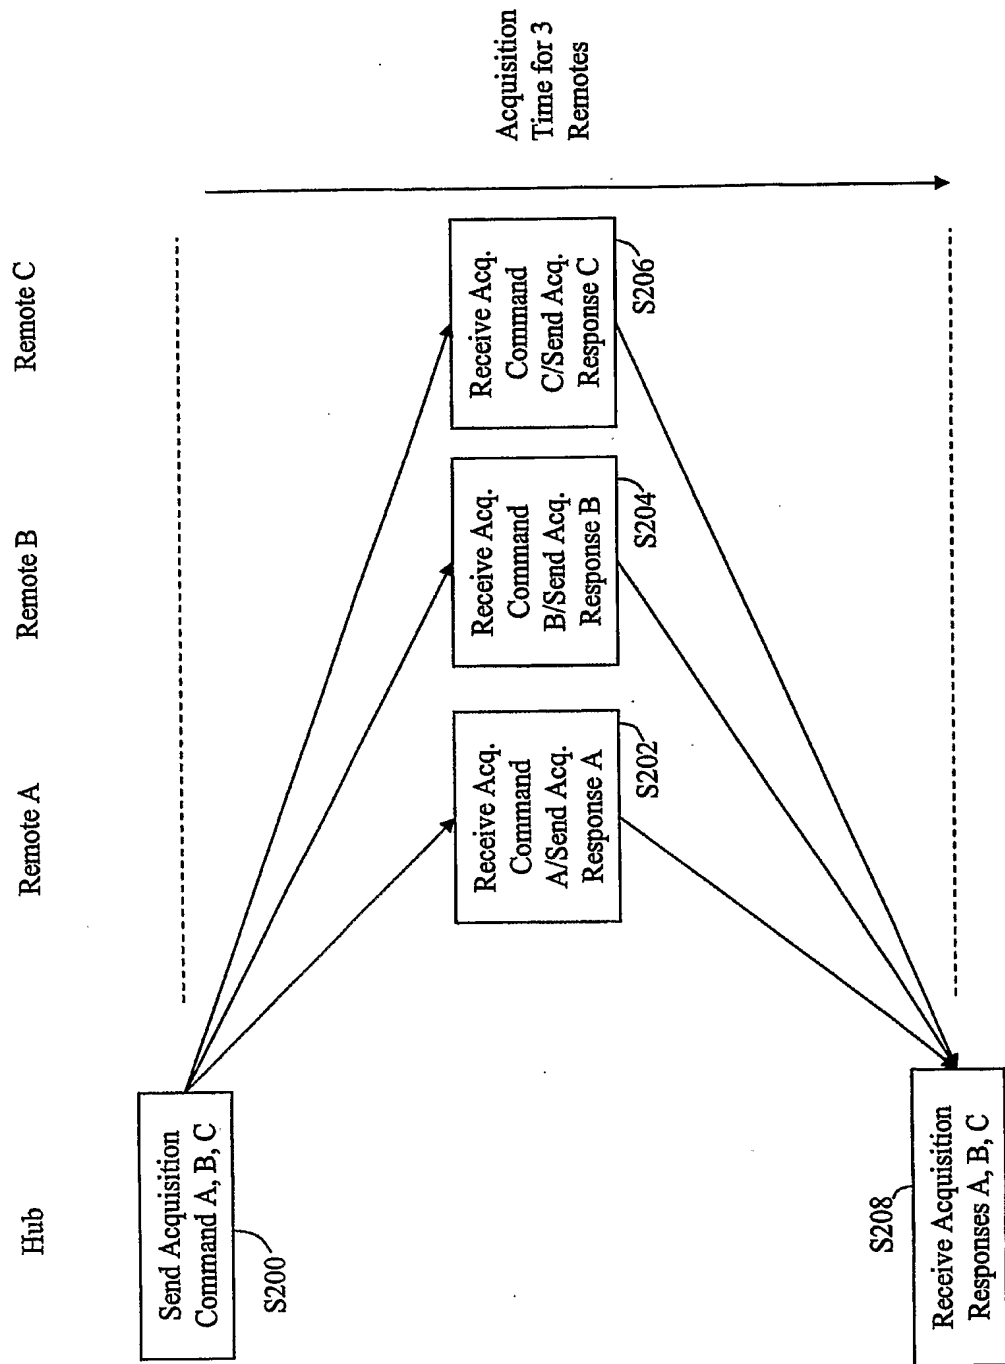 Hub
Remote A
Remote B
Remote C
Send Acquisition
Command A, B, C
S200
Receive Acq.
Command
A/Send Acq.
Response A
S202
Receive Acq.
Command
B/Send Acq.
Response B
S204
Receive Acq.
Command
C/Send Acq.
Response C
S206
Acquisition
Time for 3
Remotes
S208
Receive Acquisition
Responses A, B, C